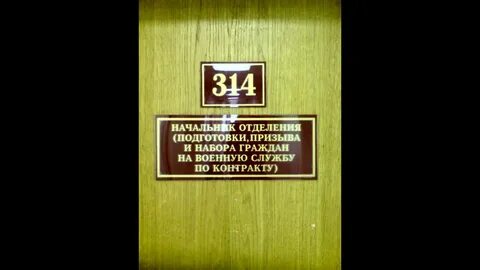 314
НАЧАЛЬНИК ОТДЕЛЕНИЯ
(ПОДГОТОВКИ,ПРИЗЫВА
И НАБОРА ГРАЖДАН
НА ВОЕННУЮ СЛУЖБУ
ПО КОНТРАКТУ)